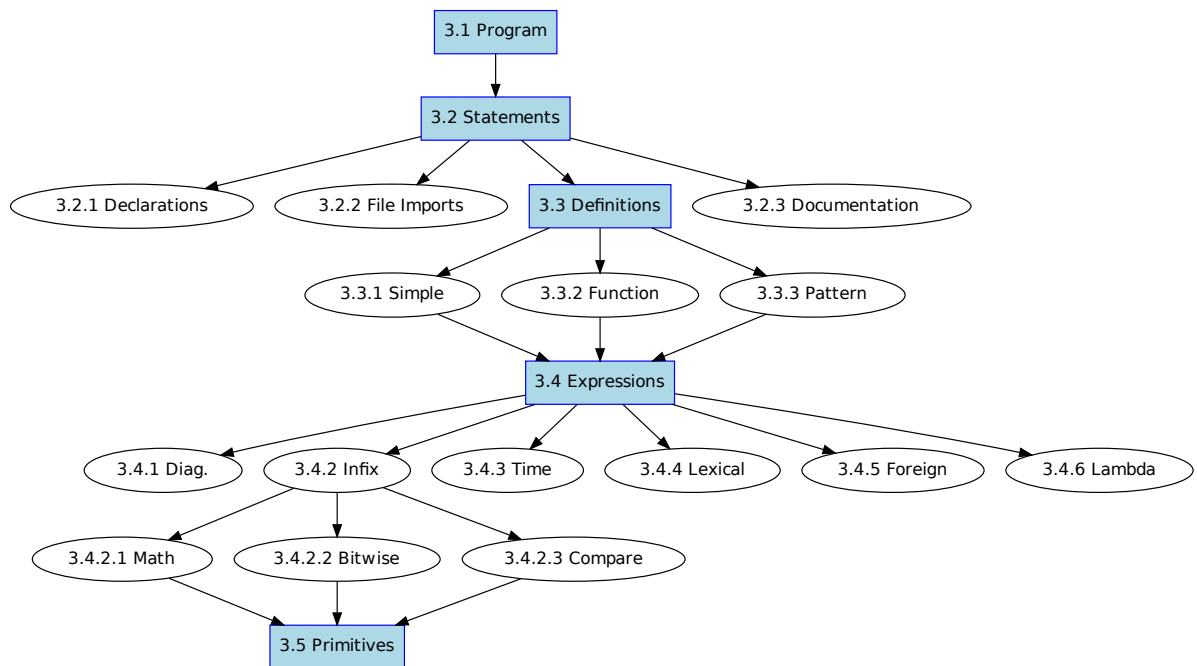 3.1 Program
3.2 Statements
3.2.1 Declarations
3.2.2 File Imports
3.3 Definitions
3.2.3 Documentation
3.3.1 Simple
3.3.2 Function
3.3.3 Pattern
3.4 Expressions
3.4.1 Diag.
3.4.2 Infix
3.4.3 Time
3.4.4 Lexical
3.4.5 Foreign
3.4.6 Lambda
3.4.2.1 Math
3.4.2.2 Bitwise
3.4.2.3 Compare
3.5 Primitives